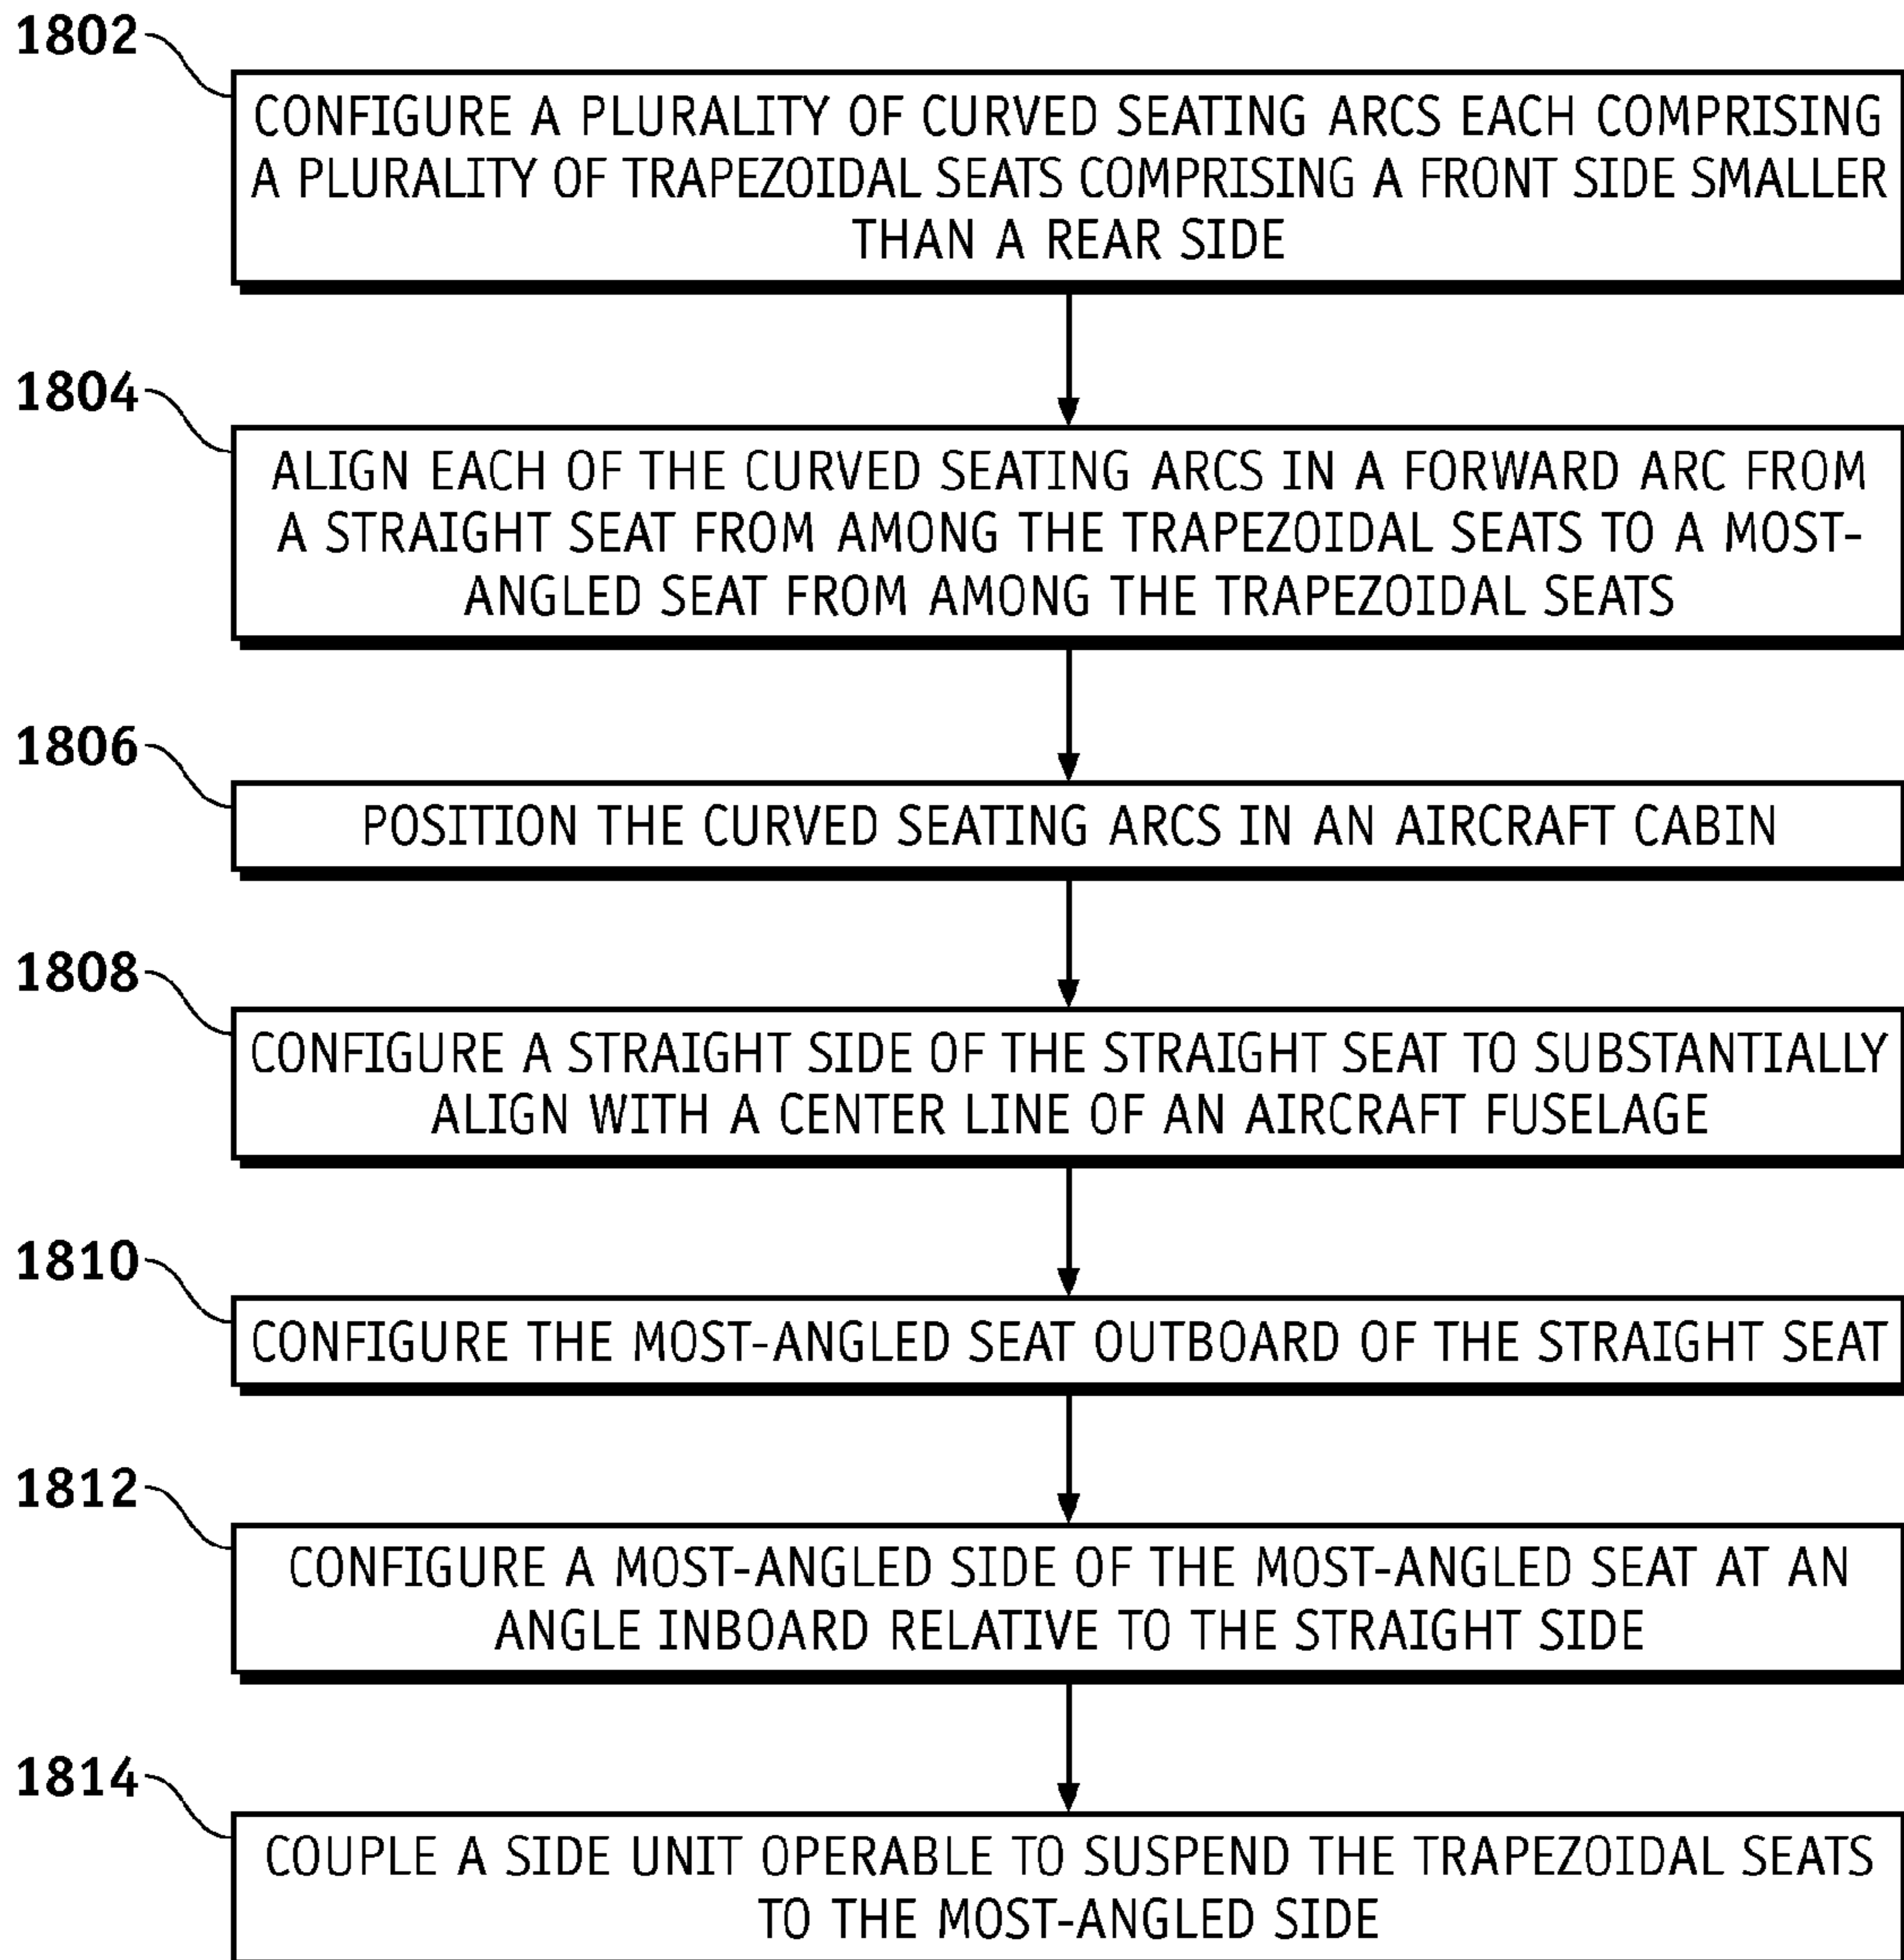 1802
CONFIGURE A PLURALITY OF CURVED SEATING ARCS EACH COMPRISING
A PLURALITY OF TRAPEZOIDAL SEATS COMPRISING A FRONT SIDE SMALLER
THAN A REAR SIDE
1804
ALIGN EACH OF THE CURVED SEATING ARCS IN A FORWARD ARC FROM
A STRAIGHT SEAT FROM AMONG THE TRAPEZOIDAL SEATS TO A MOST-
ANGLED SEAT FROM AMONG THE TRAPEZOIDAL SEATS
1806
POSITION THE CURVED SEATING ARCS IN AN AIRCRAFT CABIN
1808
CONFIGURE A STRAIGHT SIDE OF THE STRAIGHT SEAT TO SUBSTANTIALLY
ALIGN WITH A CENTER LINE OF AN AIRCRAFT FUSELAGE
1810
CONFIGURE THE MOST-ANGLED SEAT OUTBOARD OF THE STRAIGHT SEAT
1812
CONFIGURE A MOST-ANGLED SIDE OF THE MOST-ANGLED SEAT AT AN
ANGLE INBOARD RELATIVE TO THE STRAIGHT SIDE
1814
COUPLE A SIDE UNIT OPERABLE TO SUSPEND THE TRAPEZOIDAL SEATS
TO THE MOST-ANGLED SIDE